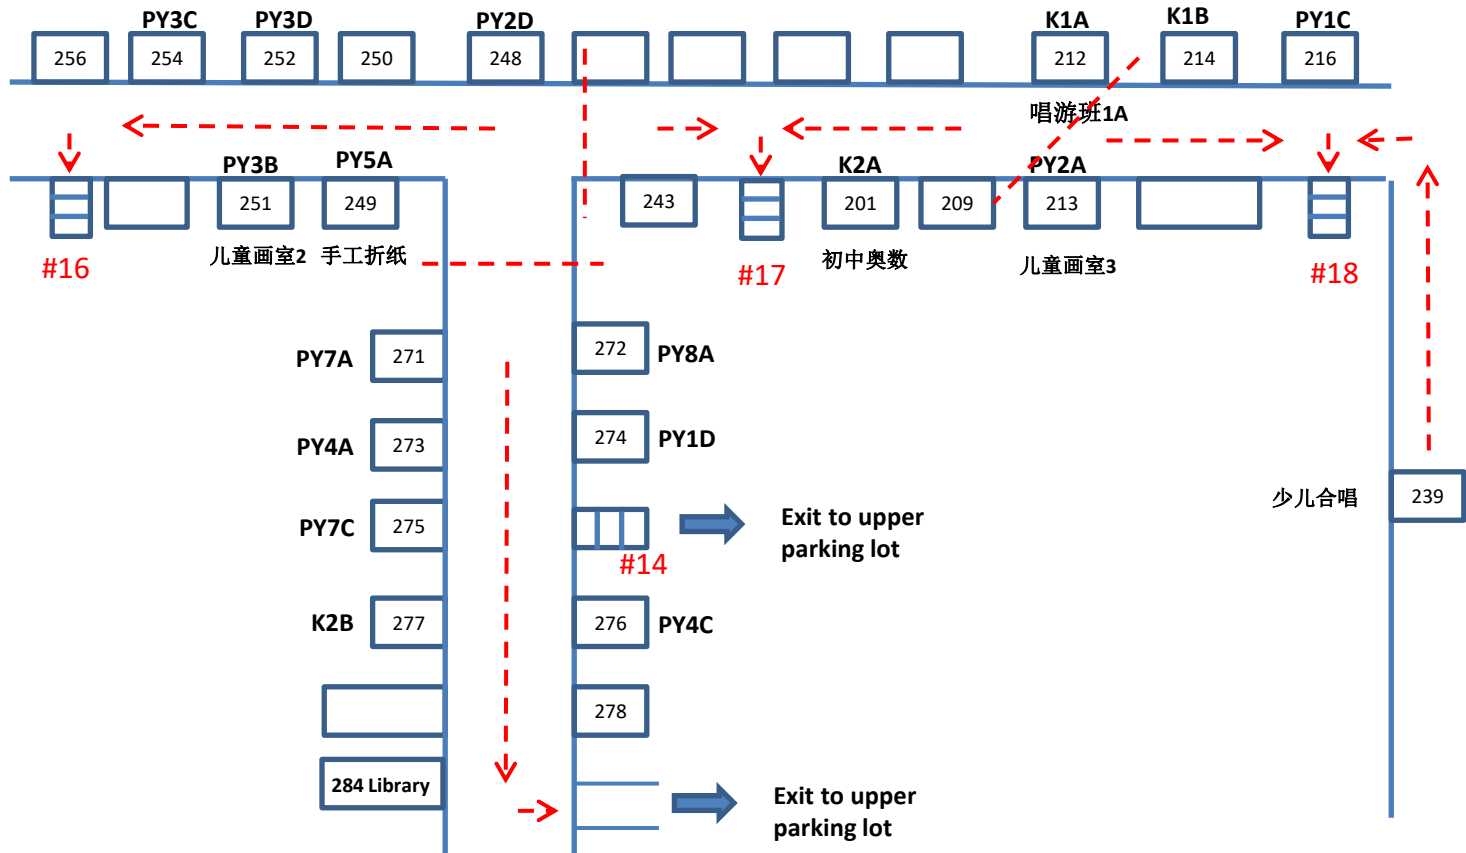 PY3C PY3D PY2D K1A K1B PY1C
256 254 252 250 248 212 214 216
唱游班1A
PY3B PY5A K2A PY2A
251 249 243 201 209 213
儿童画室2 手工折纸 初中奥数 儿童画室3
#16 #17 #18
PY7A 271 272 PY8A
PY4A 273 274 PY1D
少儿合唱 239
PY7C 275 Exit to upper
parking lot
#14
K2B 277 276 PY4C
278
284 Library
Exit to upper
parking lot